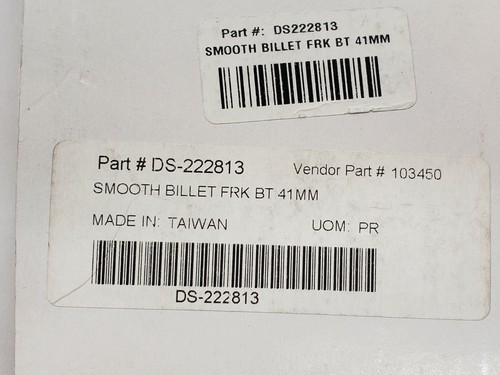 Part #: DS222813
SMOOTH BILLET FRK BT 41MM
Part # DS-222813 Vendor Part # 103450
SMOOTH BILLET FRK BT 41MM
MADE IN: TAIWAN UOM: PR
DS-222813